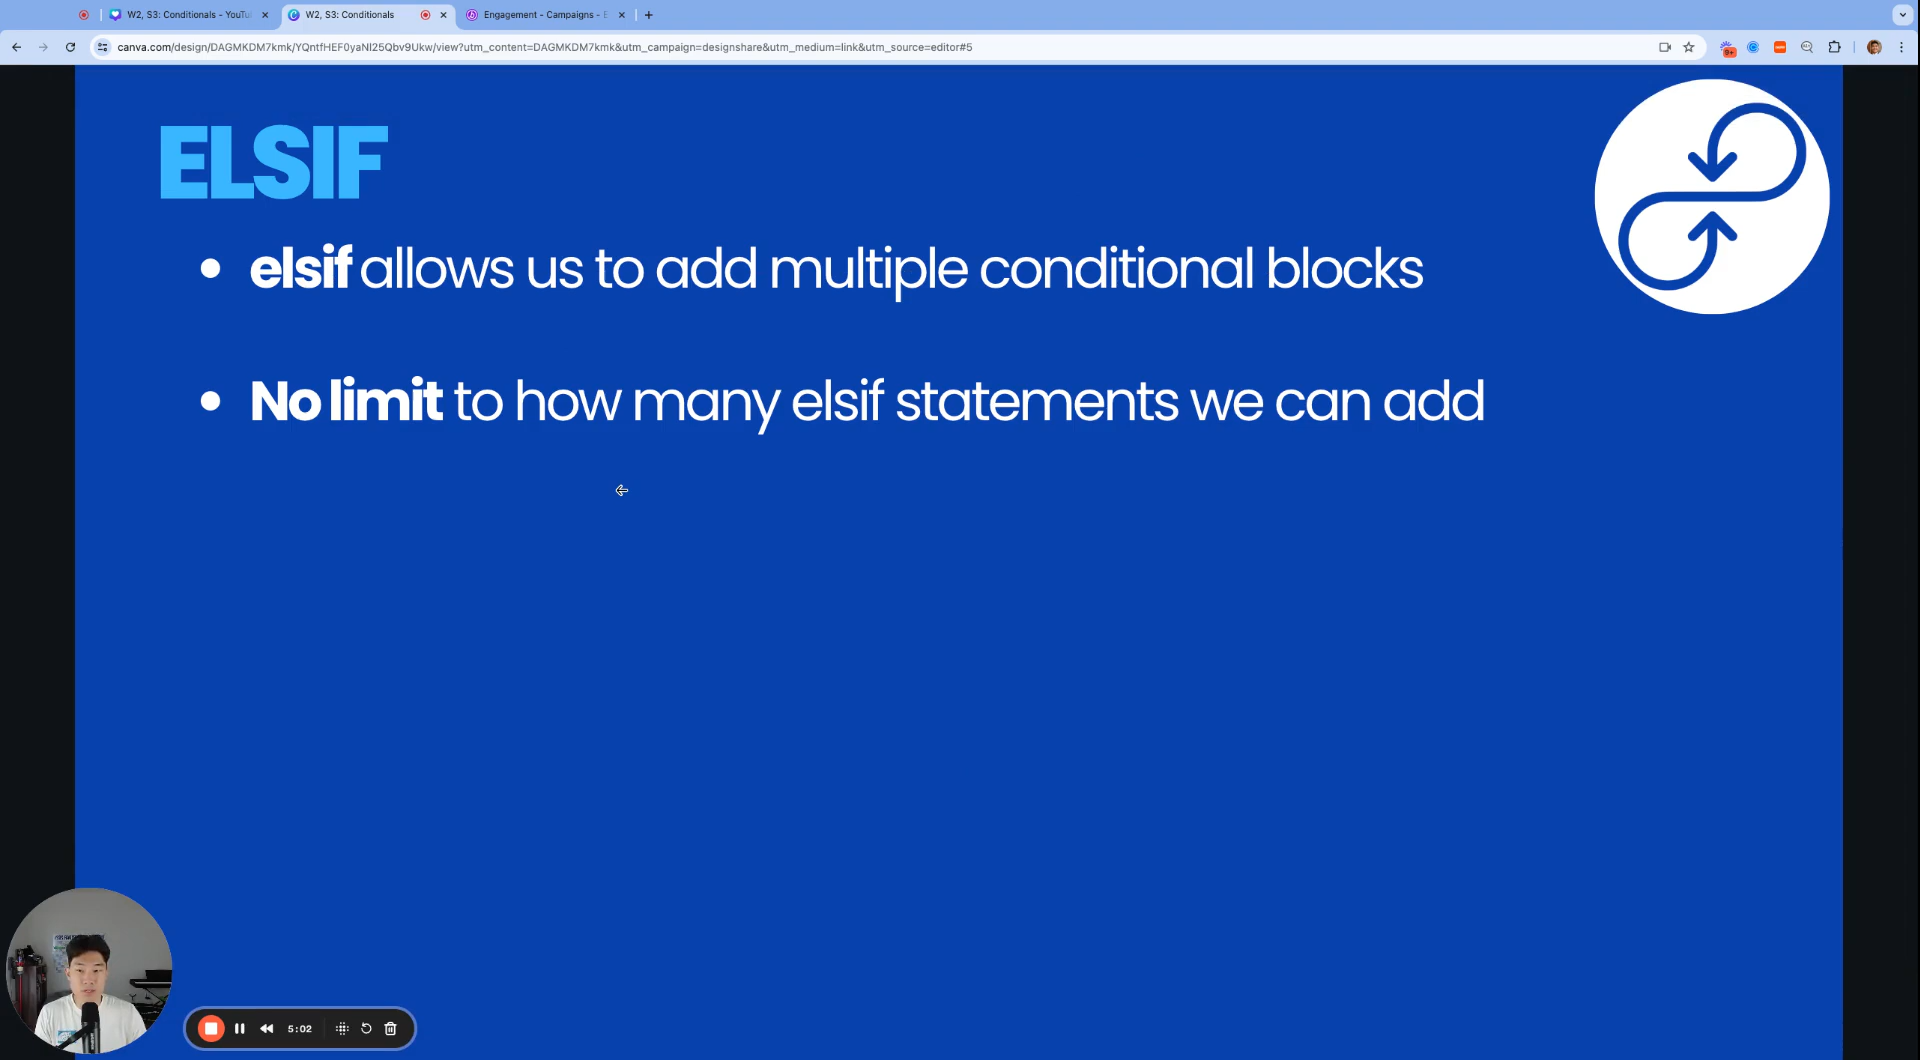 W2, S3: Conditionals - YouTu
W2, S3: Conditionals
Engagement - Campaigns - E
canva.com/design/DAGMKDM7kmk/YQntfHEF0yaNl25Qbv9Ukw/view?utm_content=DAGMKDM7kmk&utm_campaign=designshare&utm_medium=link&utm_source=editor#5
9+
ELSIF
elsif allows us to add multiple conditional blocks
No limit to how many elsif statements we can add
5:02